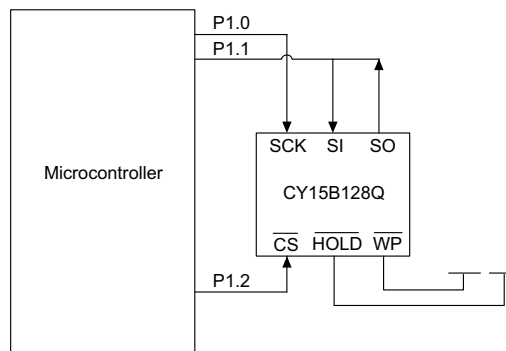 P1.0
P1.1
SCK SI SO
Microcontroller
CY15B128Q
CS HOLD WP
P1.2